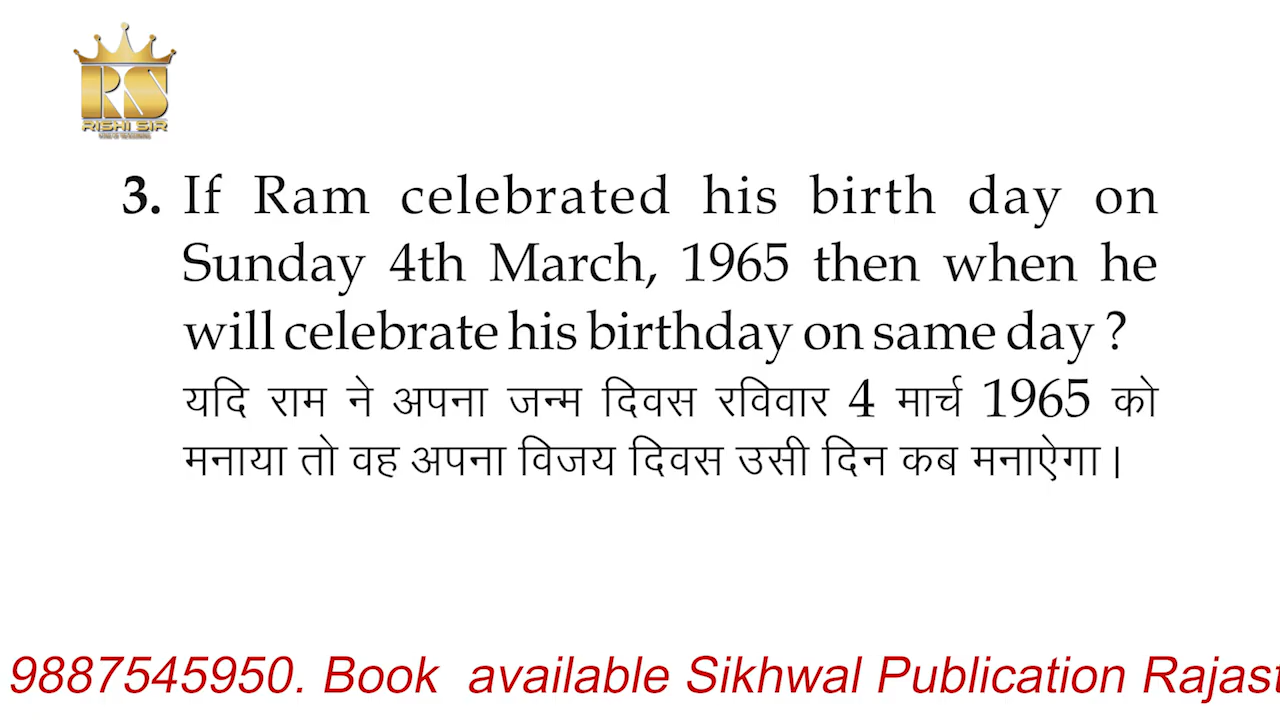 RS
RISHI SIR
3. If Ram celebrated his birth day on
Sunday 4th March, 1965 then when he
will celebrate his birthday on same day ?
यदि राम ने अपना जन्म दिवस रविवार 4 मार्च 1965 को
मनाया तो वह अपना विजय दिवस उसी दिन कब मनाऐगा।
9887545950. Book available Sikhwal Publication Rajast